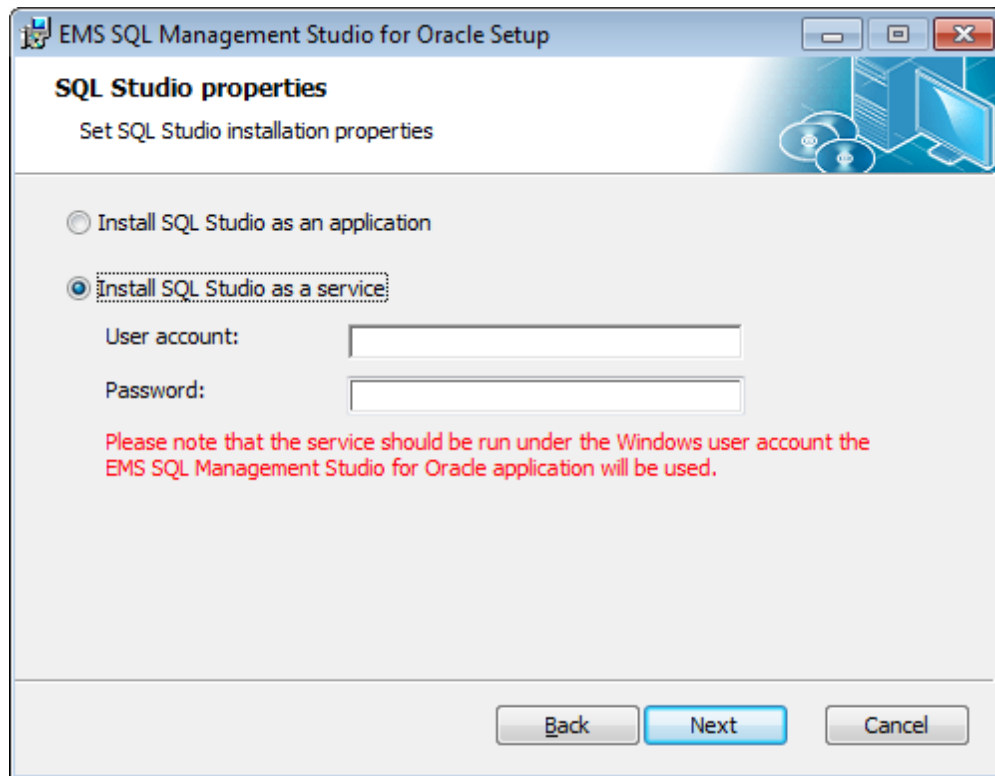 EMS SQL Management Studio for Oracle Setup
SQL Studio properties
Set SQL Studio installation properties
Install SQL Studio as an application
Install SQL Studio as a service
User account:
Password:
Please note that the service should be run under the Windows user account the
EMS SQL Management Studio for Oracle application will be used.
Back Next Cancel